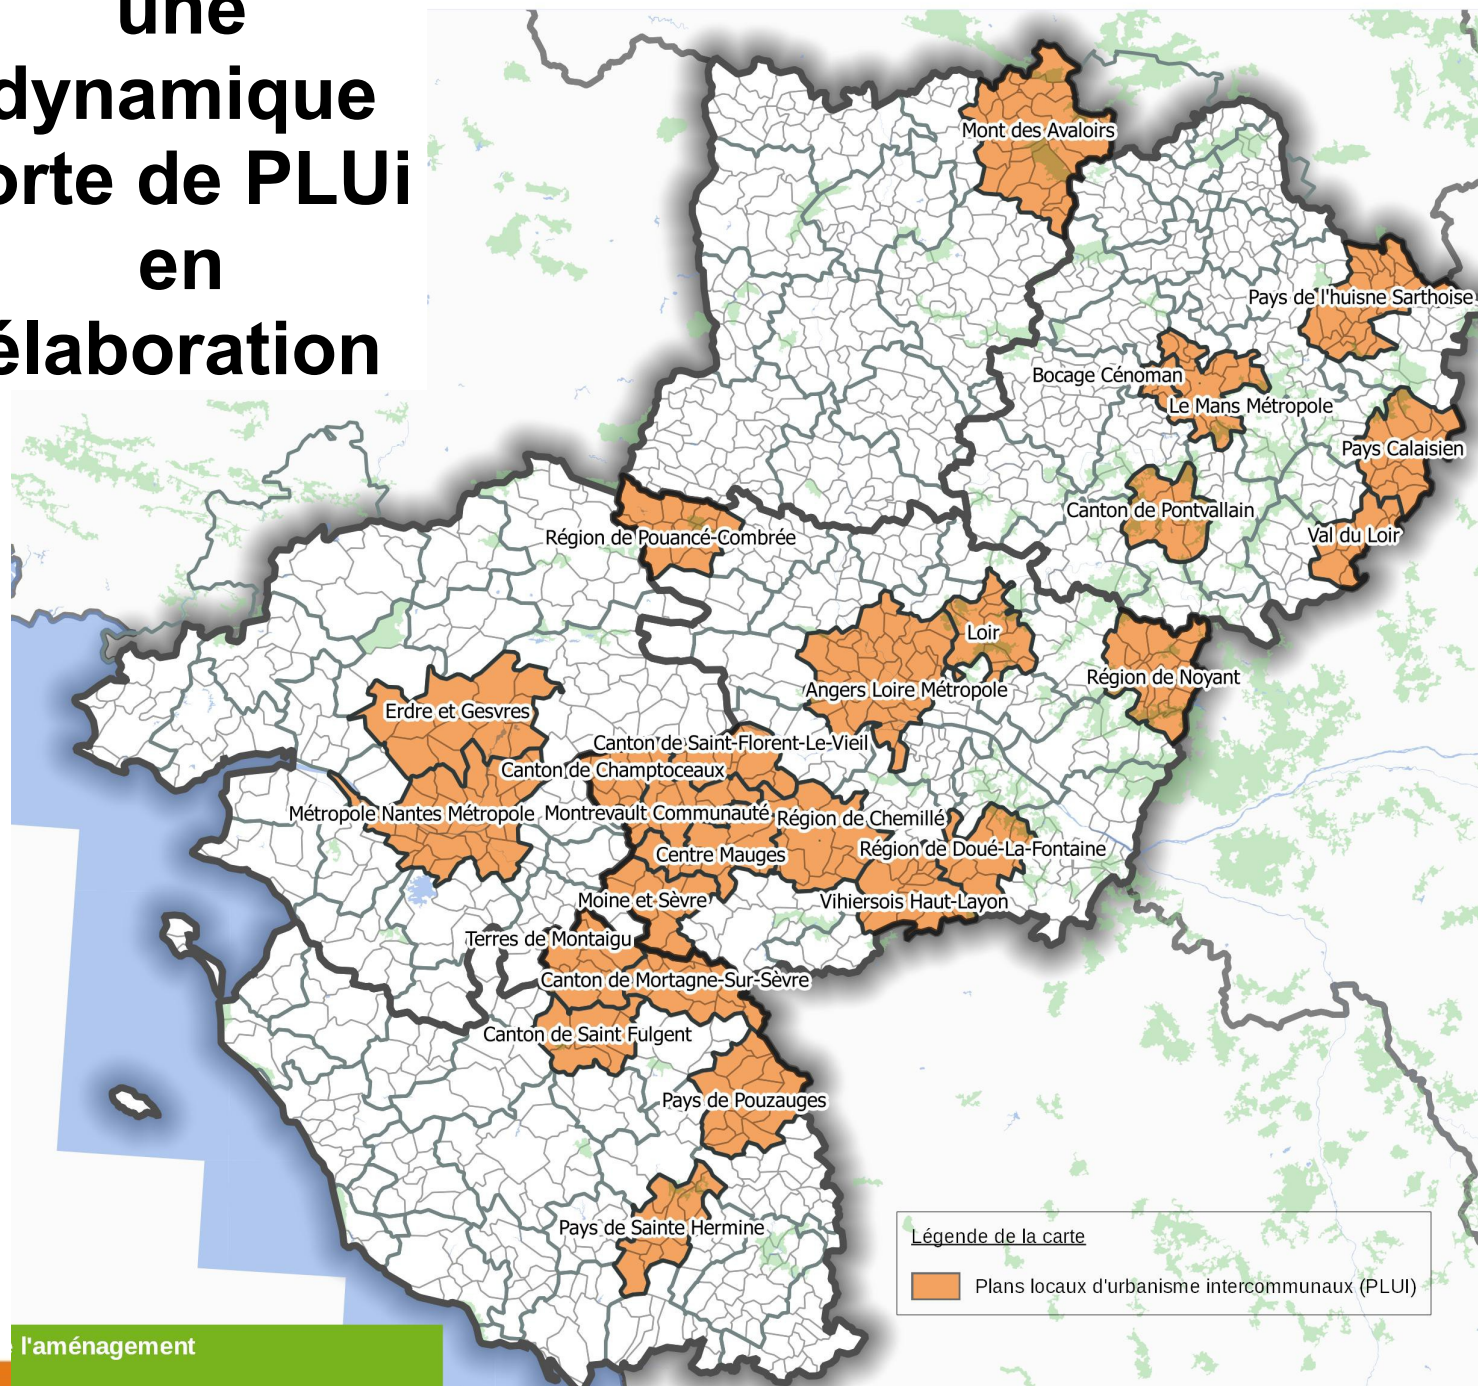 une
dynamique
orte de PLUi
en
élaboration
Mont des Avaloirs
Pays de l'huisne Sarthoise
Bocage Cénoman
Le Mans Métropole
Pays Calaisien
Canton de Pontvallain
Val du Loir
Région de Pouancé-Combrée
Loir
Région de Noyant
Angers Loire Métropole
Erdre et Gesvres
Canton de Saint-Florent-Le-Vieil
Canton de Champtoceaux
Métropole Nantes Métropole
Montrevault Communauté
Région de Chemillé
Région de Doué-La-Fontaine
Centre Mauges
Moine et Sèvre
Vihiersois Haut-Layon
Terres de Montaigu
Canton de Mortagne-Sur-Sèvre
Canton de Saint Fulgent
Pays de Pouzauges
Pays de Sainte Hermine
Légende de la carte
Plans locaux d'urbanisme intercommunaux (PLUI)
l'aménagement